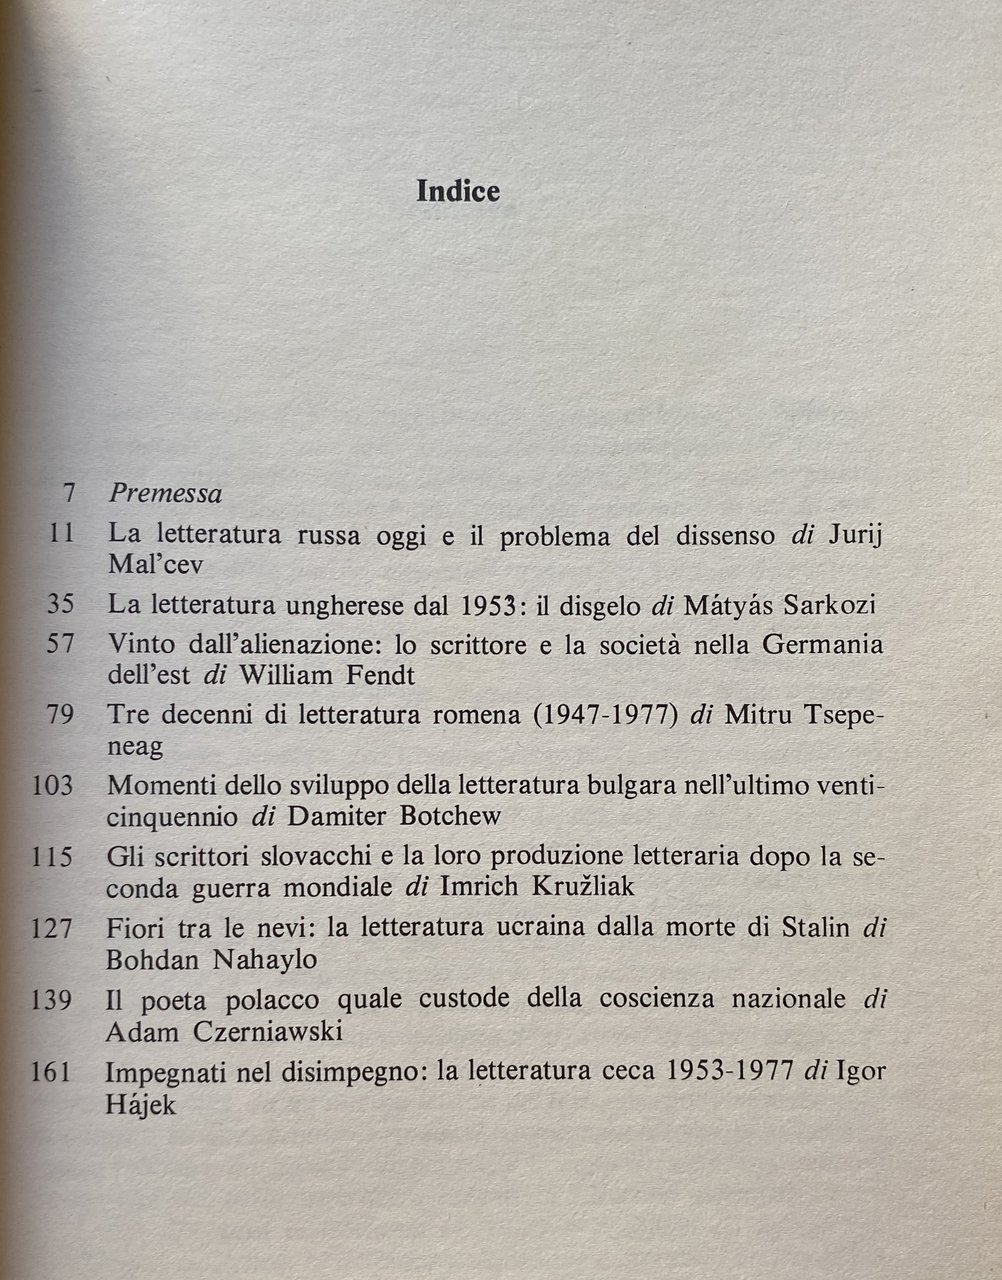 Indice
7 Premessa
11 La letteratura russa oggi e il problema del dissenso di Jurij
Mal'cev
35 La letteratura ungherese dal 1953: il disgelo di Mátyás Sarkozi
57 Vinto dall'alienazione: lo scrittore e la società nella Germania
dell'est di William Fendt
79 Tre decenni di letteratura romena (1947-1977) di Mitru Tsepe-
neag
103 Momenti dello sviluppo della letteratura bulgara nell'ultimo venti-
cinquennio di Damiter Botchew
115 Gli scrittori slovacchi e la loro produzione letteraria dopo la se-
conda guerra mondiale di Imrich Kružliak
127 Fiori tra le nevi: la letteratura ucraina dalla morte di Stalin di
Bohdan Nahaylo
139 Il poeta polacco quale custode della coscienza nazionale di
Adam Czerniawski
161 Impegnati nel disimpegno: la letteratura ceca 1953-1977 di Igor
Hájek